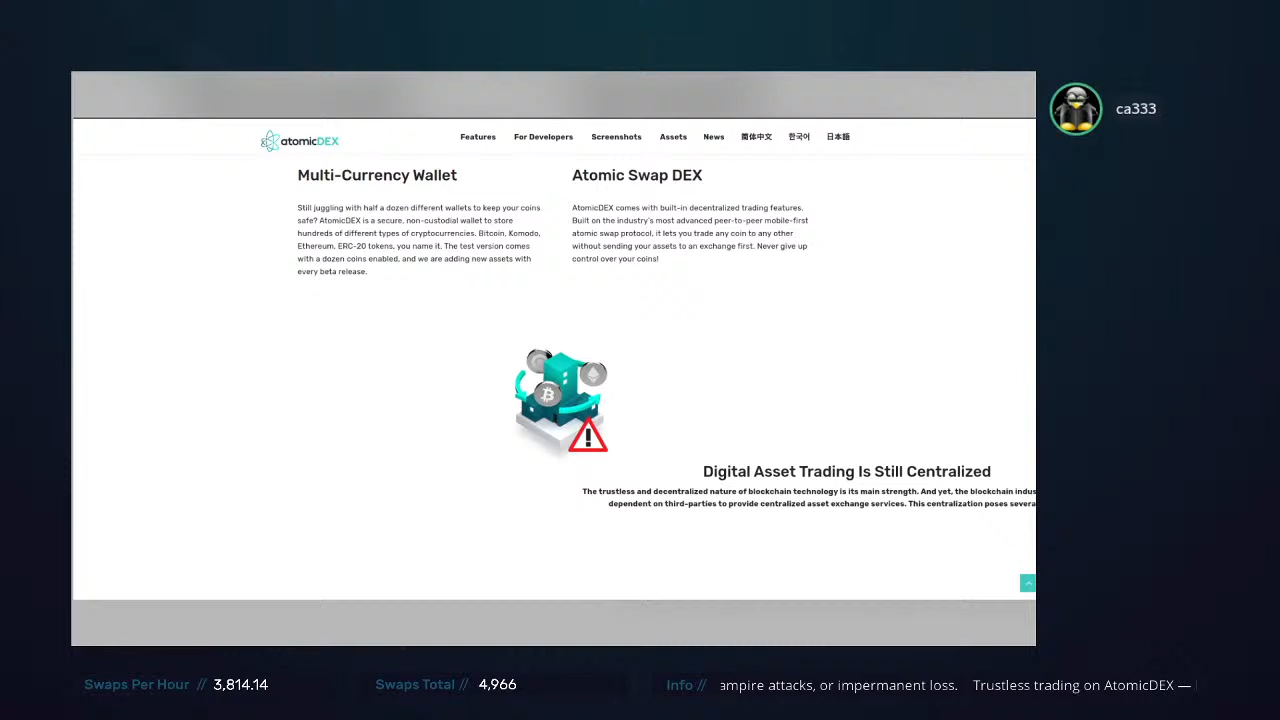 ca333
atomicDEX
Features For Developers Screenshots Assets News 简体中文 한국어 日本語
Multi-Currency Wallet
Still juggling with half a dozen different wallets to keep your coins
safe? AtomicDEX is a secure, non-custodial wallet to store
hundreds of different types of cryptocurrencies. Bitcoin, Komodo,
Ethereum, ERC-20 tokens, you name it. The test version comes
with a dozen coins enabled, and we are adding new assets with
every beta release.
Atomic Swap DEX
AtomicDEX comes with built-in decentralized trading features.
Built on the industry's most advanced peer-to-peer mobile-first
atomic swap protocol, it lets you trade any coin to any other
without sending your assets to an exchange first. Never give up
control over your coins!
Digital Asset Trading Is Still Centralized
The trustless and decentralized nature of blockchain technology is its main strength. And yet, the blockchain indus
dependent on third-parties to provide centralized asset exchange services. This centralization poses severa
Swaps Per Hour // 3,814.14
Swaps Total // 4,966
Info // ampire attacks, or impermanent loss. Trustless trading on AtomicDEX —